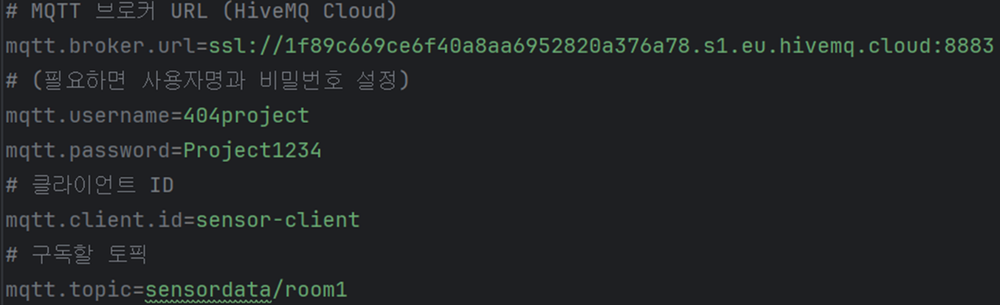 # MQTT 브로커 URL (HiveMQ Cloud)
mqtt.broker.url=ssl://1f89c669ce6f40a8aa6952820a376a78.s1.eu.hivemq.cloud:8883
# (필요하면 사용자명과 비밀번호 설정)
mqtt.username=404project
mqtt.password=Project1234
# 클라이언트 ID
mqtt.client.id=sensor-client
# 구독할 토픽
mqtt.topic=sensordata/room1